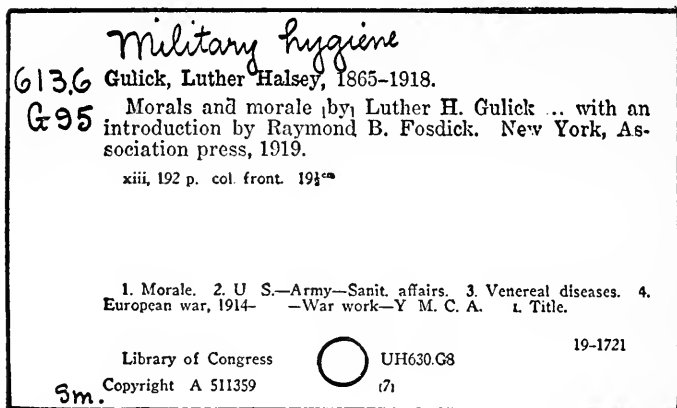 Military hygiene
613.6 Gulick, Luther Halsey, 1865-1918.
G95 Morals and morale [by] Luther H. Gulick ... with an
introduction by Raymond B. Fosdick. New York, As-
sociation press, 1919.
xiii, 192 p. col. front. 19½ cm
1. Morale. 2. U S.—Army—Sanit. affairs. 3. Venereal diseases. 4.
European war, 1914- —War work—Y M. C. A. I. Title.
19-1721
Library of Congress UH630.G8
Sm. Copyright A 511359 [7]